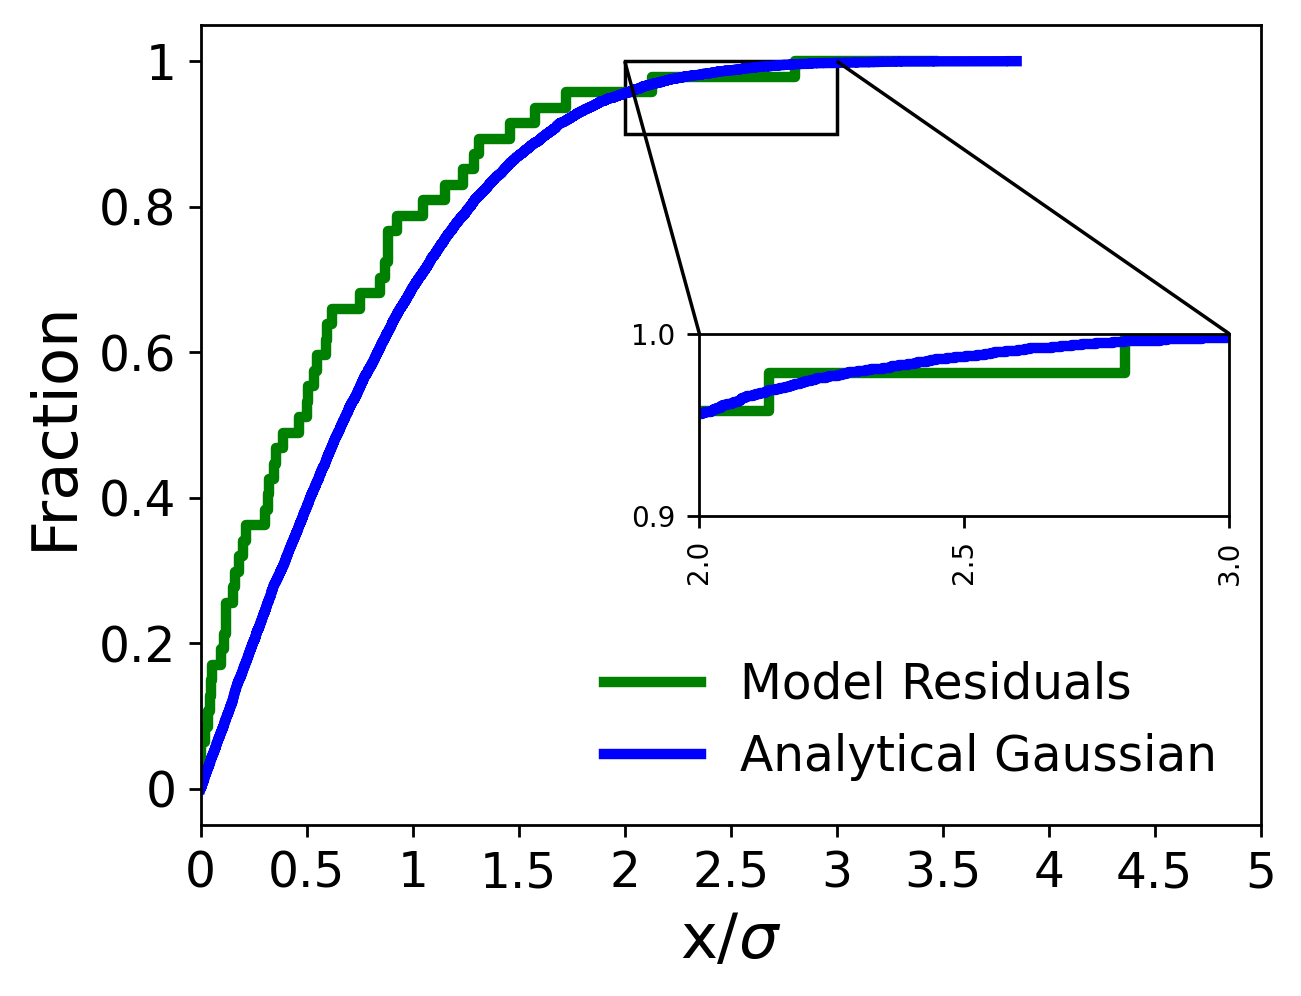 1
0.8
0.6
0.4
0.2
0
Fraction
1.0
0.9
2.0
2.5
3.0
Model Residuals
Analytical Gaussian
0 0.5 1 1.5 2 2.5 3 3.5 4 4.5 5
x/σ